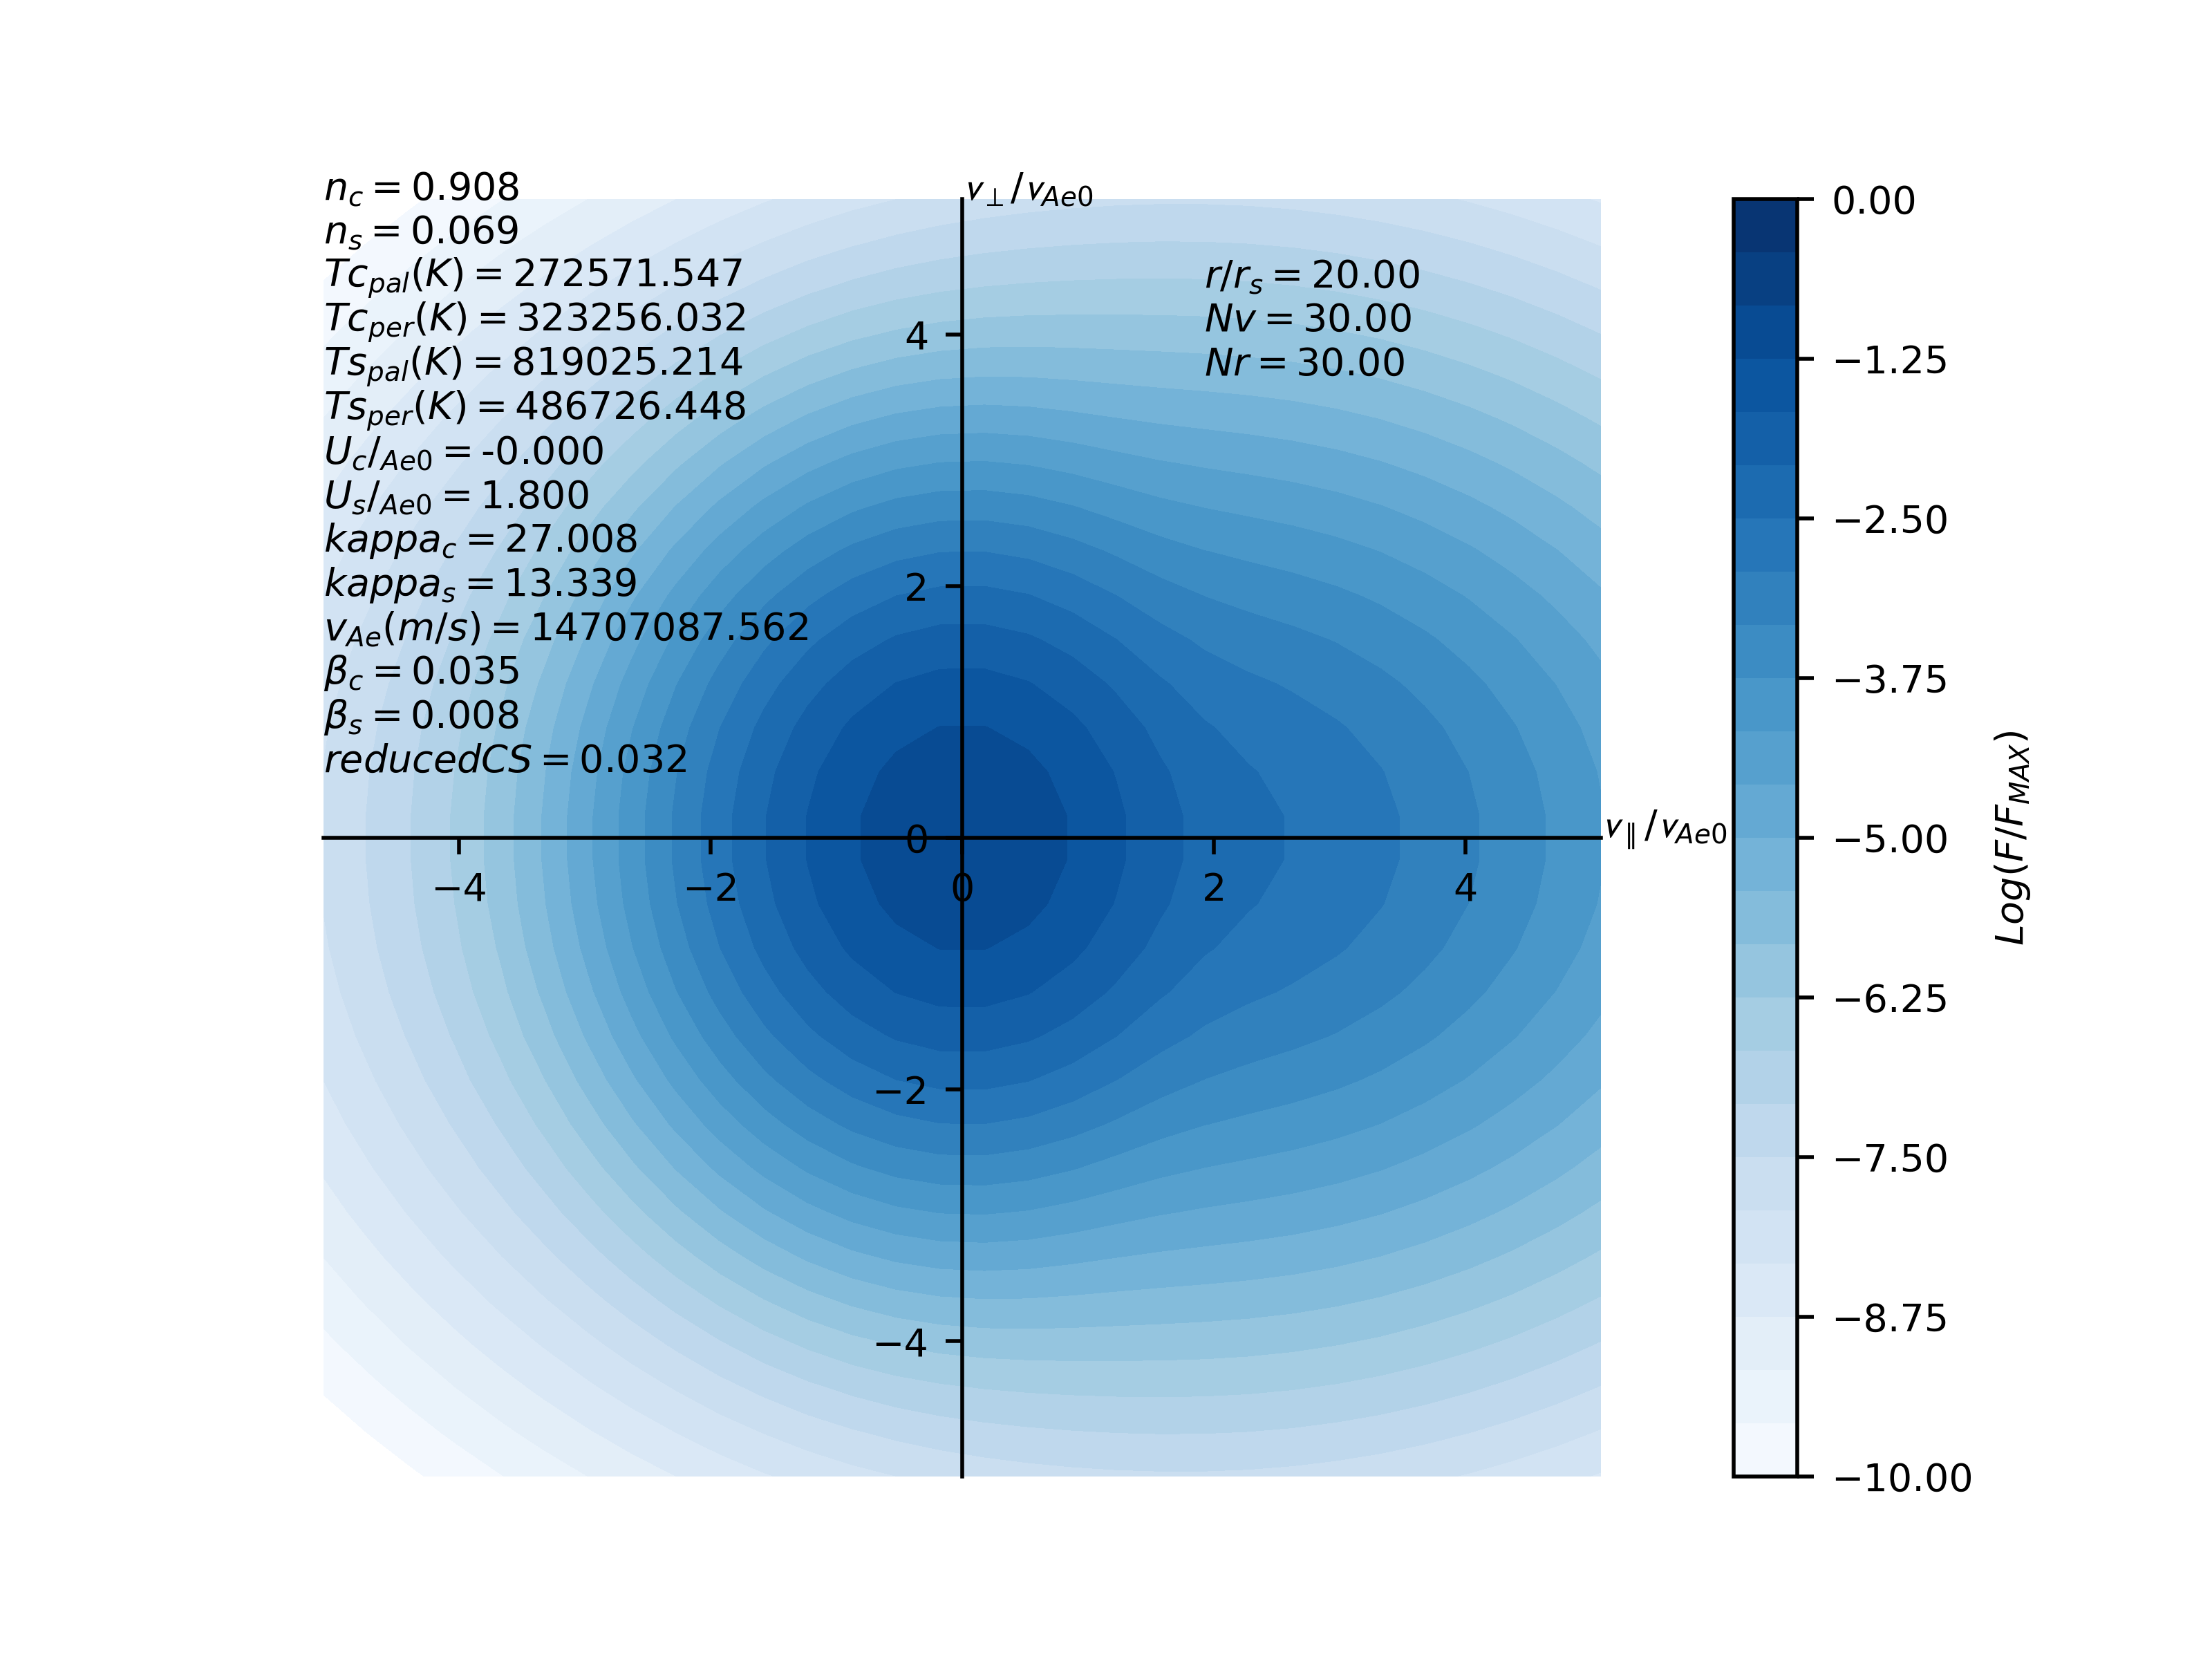 n_c = 0.908
n_s = 0.069
Tc_pal(K) = 272571.547
Tc_per(K) = 323256.032
Ts_pal(K) = 819025.214
Ts_per(K) = 486726.448
U_c/_Ae0 = -0.000
U_s/_Ae0 = 1.800
kappa_c = 27.008
kappa_s = 13.339
v_Ae(m/s) = 14707087.562
β_c = 0.035
β_s = 0.008
reducedCS = 0.032
v_⊥/v_Ae0
r/r_s = 20.00
Nv = 30.00
Nr = 30.00
4
2
0
−2
−4
−4 −2 0 2 4
v_∥/v_Ae0
0.00
−1.25
−2.50
−3.75
−5.00
−6.25
−7.50
−8.75
−10.00
Log(F/F_MAX)